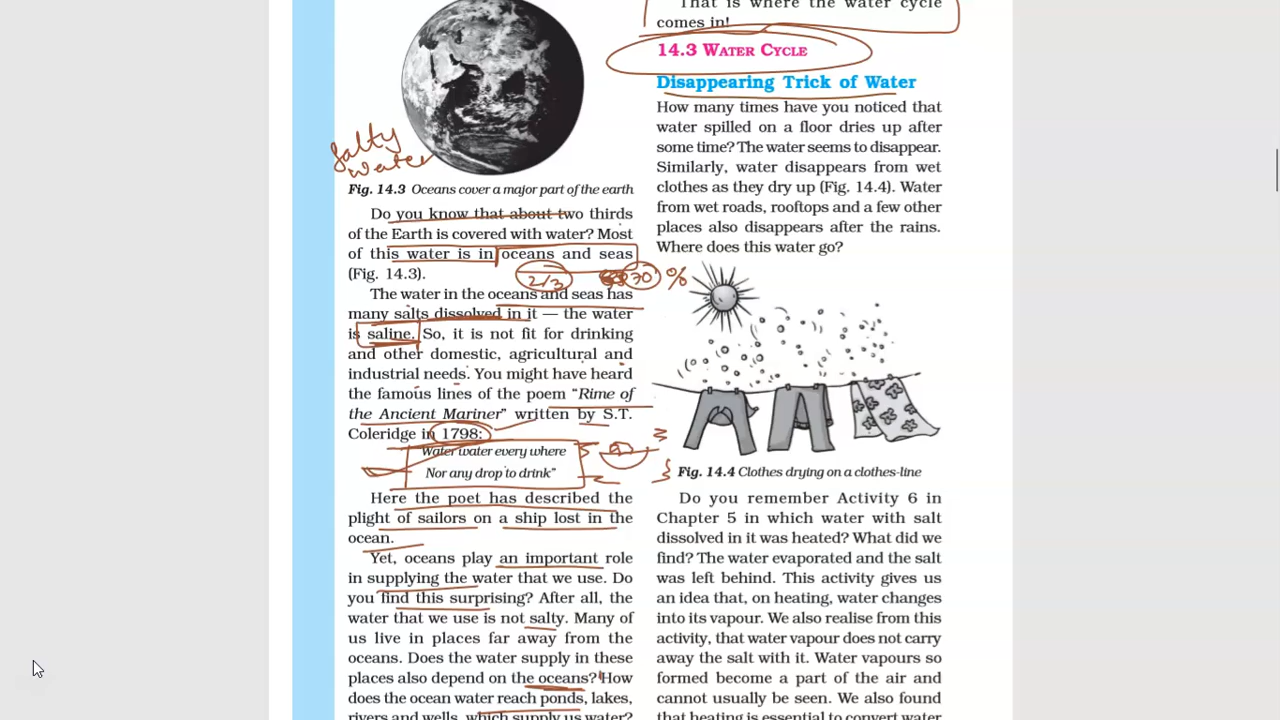 That is where the water cycle
comes in!
14.3 WATER CYCLE
Disappearing Trick of Water
How many times have you noticed that
water spilled on a floor dries up after
some time? The water seems to disappear.
Similarly, water disappears from wet
clothes as they dry up (Fig. 14.4). Water
from wet roads, rooftops and a few other
places also disappears after the rains.
Where does this water go?
Salty
water
Fig. 14.3 Oceans cover a major part of the earth
Do you know that about two thirds
of the Earth is covered with water? Most
of this water is in oceans and seas
(Fig. 14.3).
2/3
70 %
The water in the oceans and seas has
many salts dissolved in it — the water
is saline. So, it is not fit for drinking
and other domestic, agricultural and
industrial needs. You might have heard
the famous lines of the poem "Rime of
the Ancient Mariner" written by S.T.
Coleridge in 1798:
Water water every where
Nor any drop to drink"
Here the poet has described the
plight of sailors on a ship lost in the
ocean.
Yet, oceans play an important role
in supplying the water that we use. Do
you find this surprising? After all, the
water that we use is not salty. Many of
us live in places far away from the
oceans. Does the water supply in these
places also depend on the oceans? How
does the ocean water reach ponds, lakes,
rivers and wells, which supply us water?
Fig. 14.4 Clothes drying on a clothes-line
Do you remember Activity 6 in
Chapter 5 in which water with salt
dissolved in it was heated? What did we
find? The water evaporated and the salt
was left behind. This activity gives us
an idea that, on heating, water changes
into its vapour. We also realise from this
activity, that water vapour does not carry
away the salt with it. Water vapours so
formed become a part of the air and
cannot usually be seen. We also found
that heating is essential to convert water